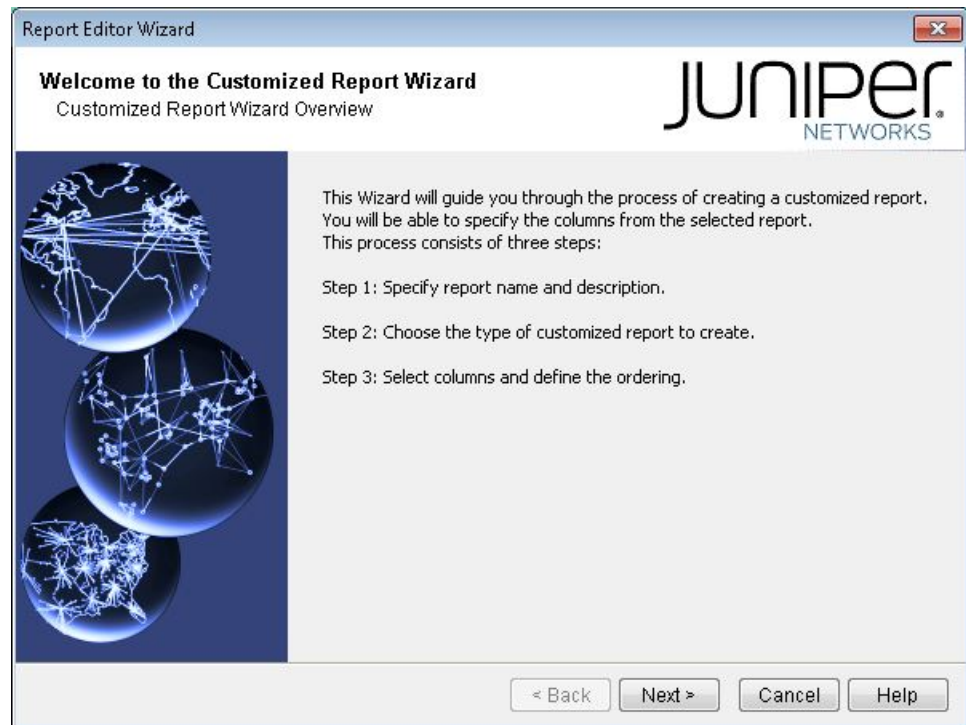 Report Editor Wizard
Welcome to the Customized Report Wizard
Customized Report Wizard Overview
JUNIPER
NETWORKS
This Wizard will guide you through the process of creating a customized report.
You will be able to specify the columns from the selected report.
This process consists of three steps:
Step 1: Specify report name and description.
Step 2: Choose the type of customized report to create.
Step 3: Select columns and define the ordering.
< Back
Next >
Cancel
Help